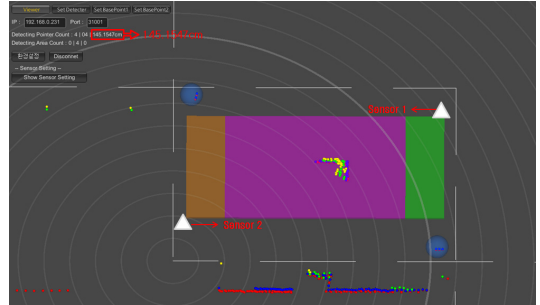 Viewer Set Detecter Set BasePoint1 Set BasePoint2
IP : 192.168.0.231 Port : 31001
Detecting Pointer Count : 4 | 04 | 145.1547cm
Detecting Area Count : 0 | 4 | 0
환경설정 Disconnet
-- Sensor Setting --
Show Sensor Setting
Sensor 1
Sensor 2